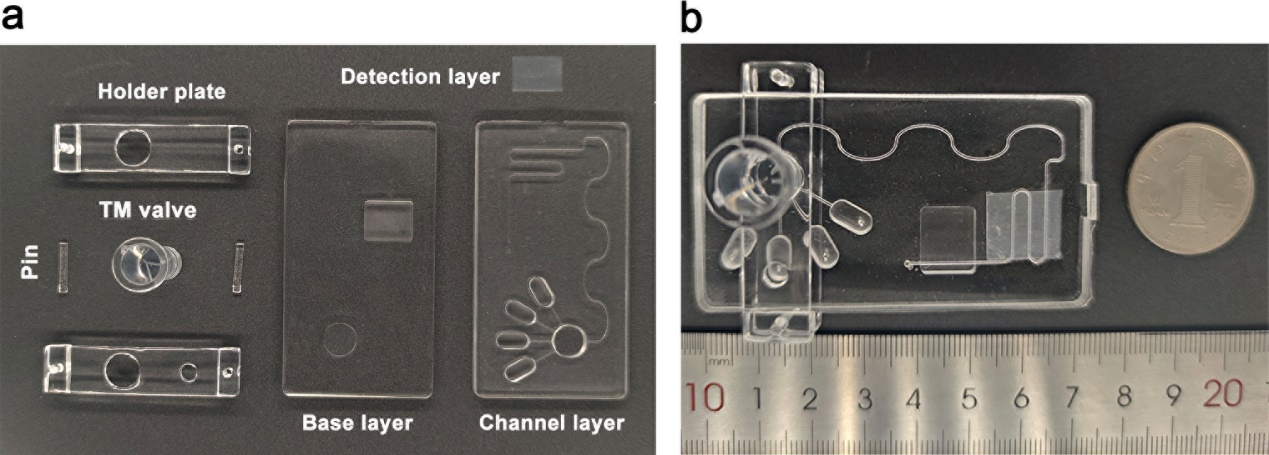 a
Detection layer
Holder plate
TM valve
Pin
Base layer
Channel layer
b
1
mm
10 1 2 3 4 5 6 7 8 9 20